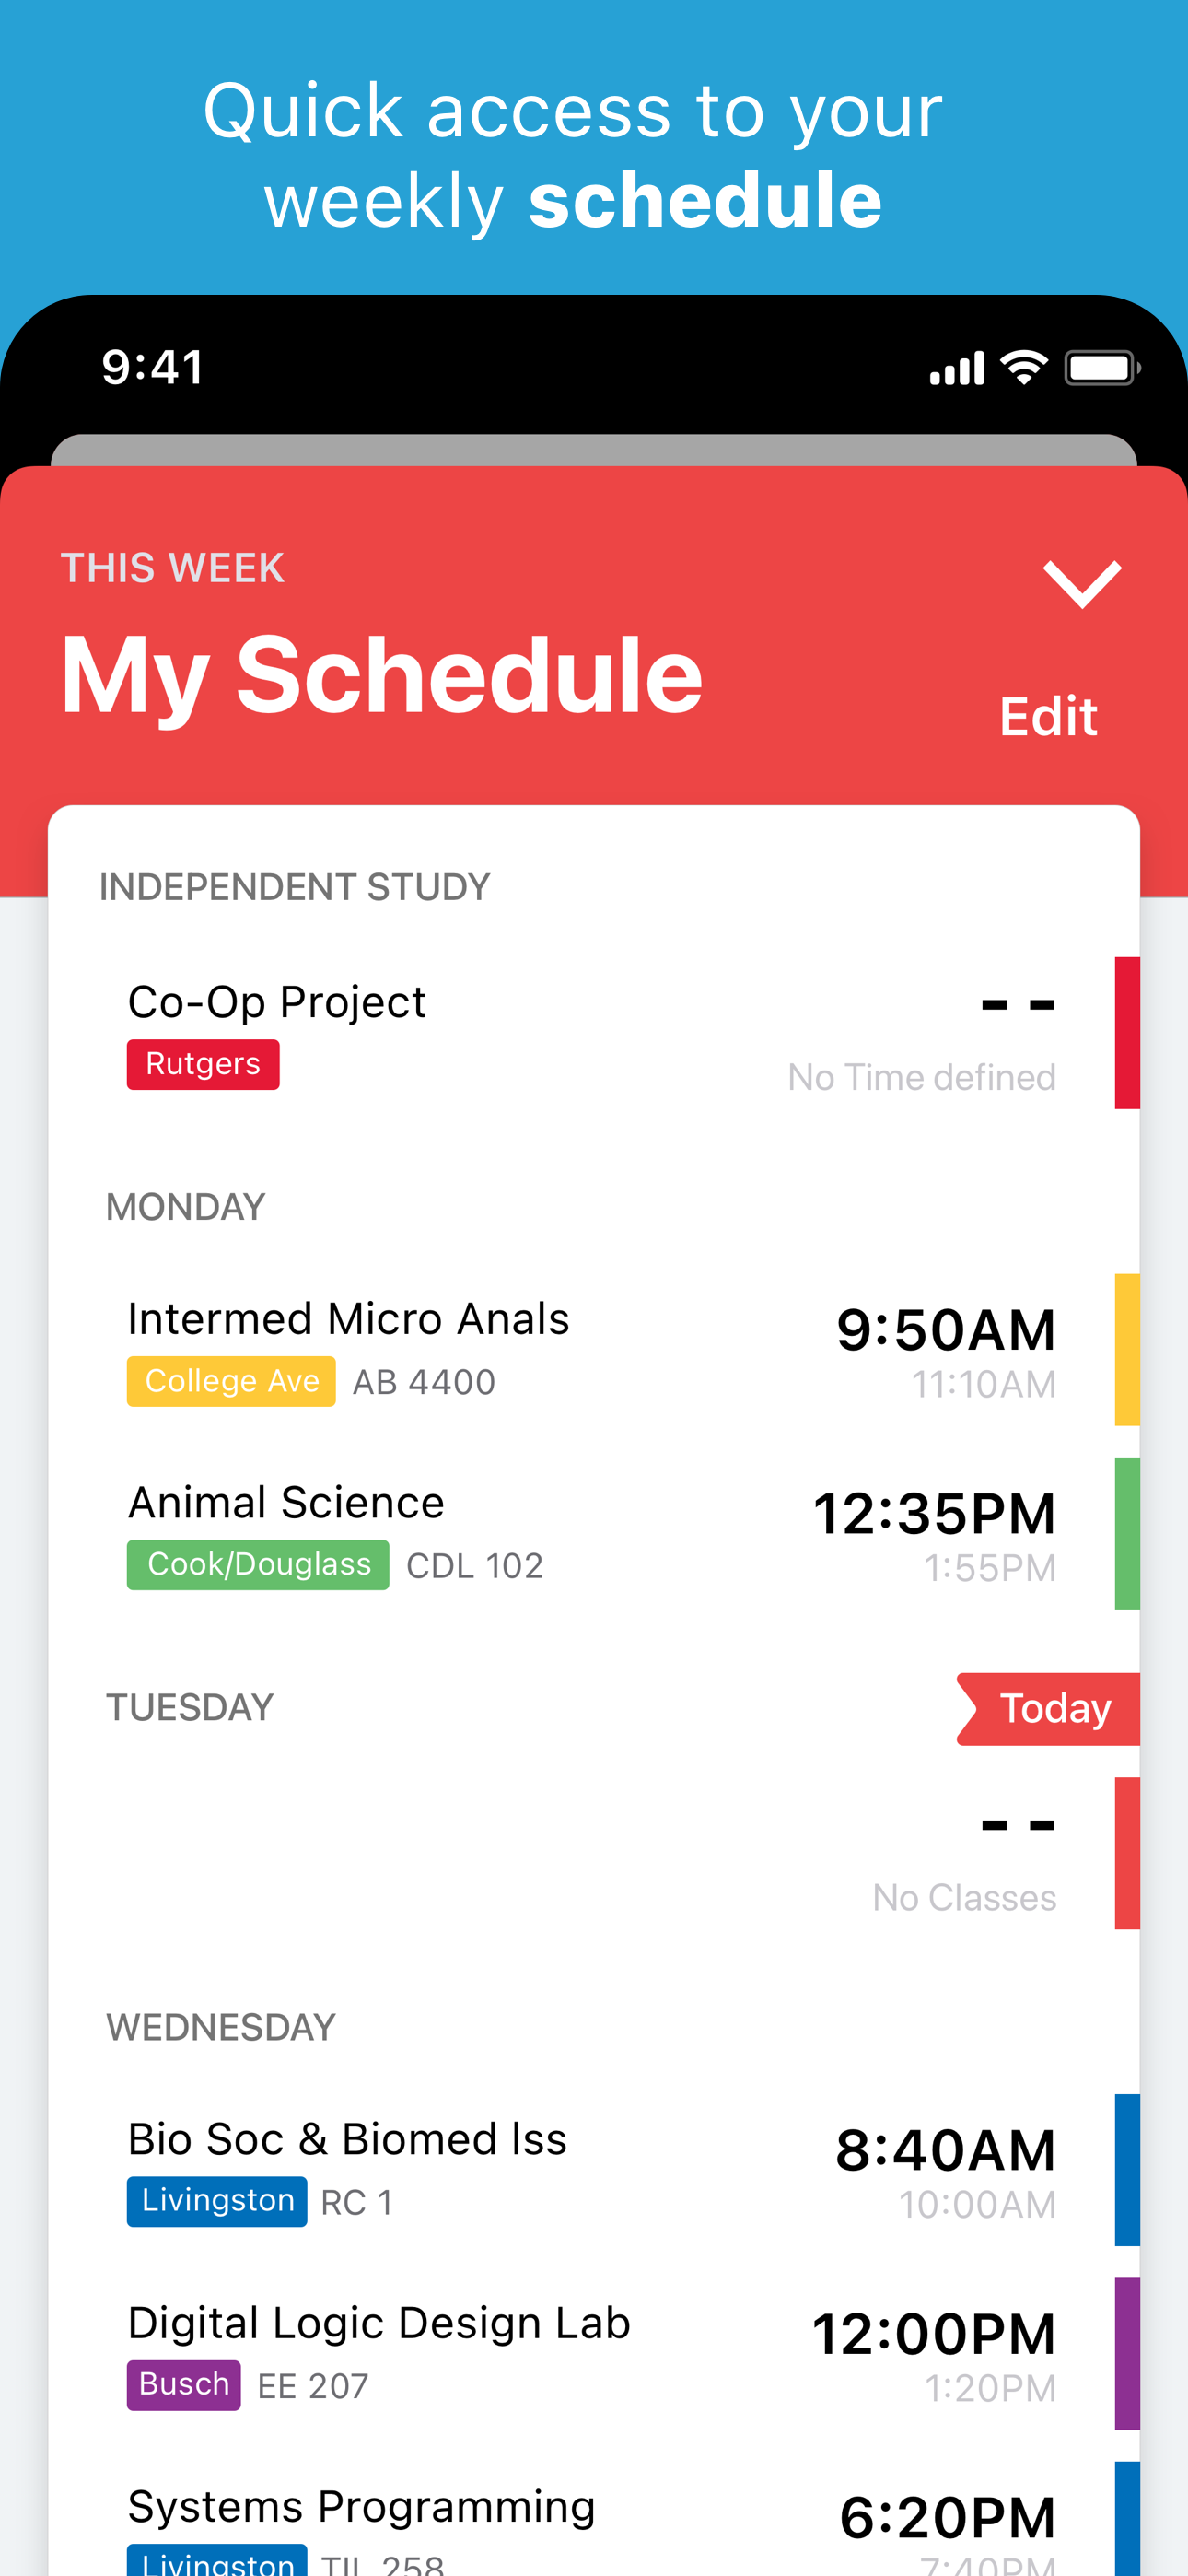 Quick access to your
weekly schedule
9:41
THIS WEEK
My Schedule
Edit
INDEPENDENT STUDY
Co-Op Project
- -
Rutgers
No Time defined
MONDAY
Intermed Micro Anals
9:50AM
College Ave AB 4400
11:10AM
Animal Science
12:35PM
Cook/Douglass CDL 102
1:55PM
TUESDAY
Today
- -
No Classes
WEDNESDAY
Bio Soc & Biomed Iss
8:40AM
Livingston RC 1
10:00AM
Digital Logic Design Lab
12:00PM
Busch EE 207
1:20PM
Systems Programming
6:20PM
Livingston TIL 258
7:40PM